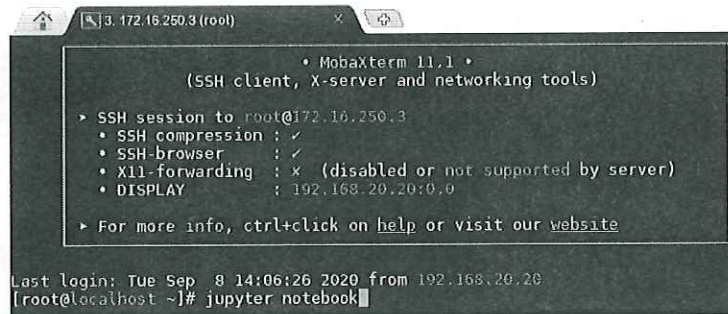 3. 172.16.250.3 (root)
• MobaXterm 11.1 •
(SSH client, X-server and networking tools)
▸ SSH session to root@172.16.250.3
• SSH compression : ✓
• SSH-browser : ✓
• X11-forwarding : ✗ (disabled or not supported by server)
• DISPLAY : 192.168.20.20:0.0
▸ For more info, ctrl+click on help or visit our website
Last login: Tue Sep 8 14:06:26 2020 from 192.168.20.20
[root@localhost ~]# jupyter notebook